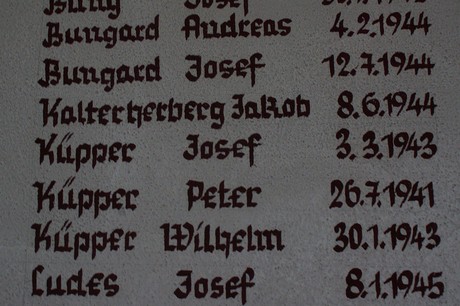 Josef
Bungard Andreas 4.2.1944
Bungard Josef 12.7.1944
Kalterherberg Jakob 8.6.1944
Küpper Josef 3.3.1943
Küpper Peter 26.7.1941
Küpper Wilhelm 30.1.1943
Ludes Josef 8.1.1945